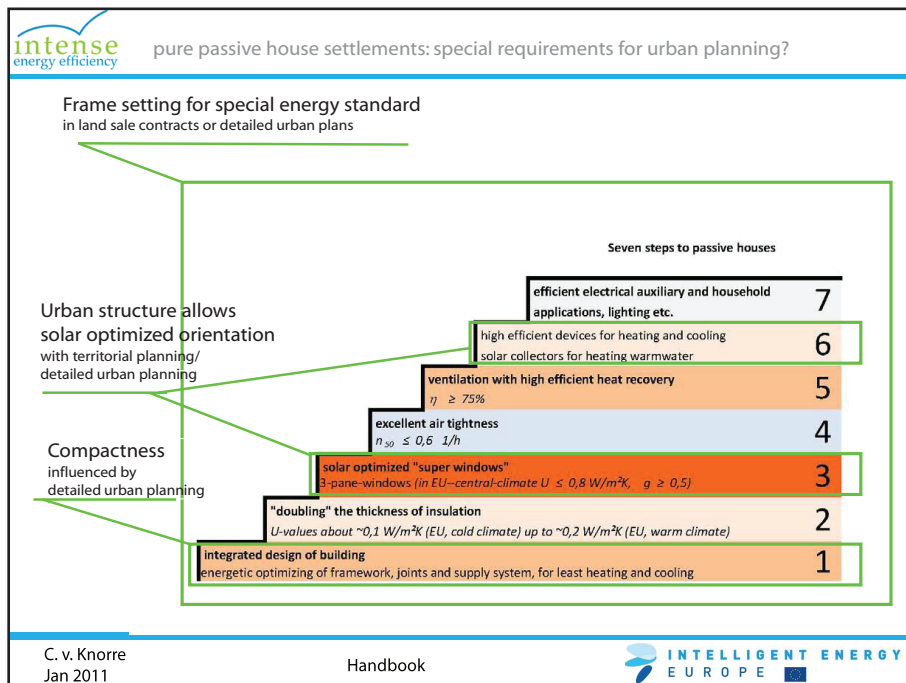 intense
energy efficiency
pure passive house settlements: special requirements for urban planning?
Frame setting for special energy standard
in land sale contracts or detailed urban plans
Seven steps to passive houses
efficient electrical auxiliary and household
applications, lighting etc.
7
Urban structure allows
solar optimized orientation
with territorial planning/
detailed urban planning
high efficient devices for heating and cooling
solar collectors for heating warmwater
6
ventilation with high efficient heat recovery
η ≥ 75%
5
excellent air tightness
n50 ≤ 0,6 1/h
4
Compactness
influenced by
detailed urban planning
solar optimized "super windows"
3-pane-windows (in EU–central-climate U ≤ 0,8 W/m²K, g ≥ 0,5)
3
"doubling" the thickness of insulation
U-values about ~0,1 W/m²K (EU, cold climate) up to ~0,2 W/m²K (EU, warm climate)
2
integrated design of building
energetic optimizing of framework, joints and supply system, for least heating and cooling
1
C. v. Knorre
Jan 2011
Handbook
INTELLIGENT ENERGY
EUROPE